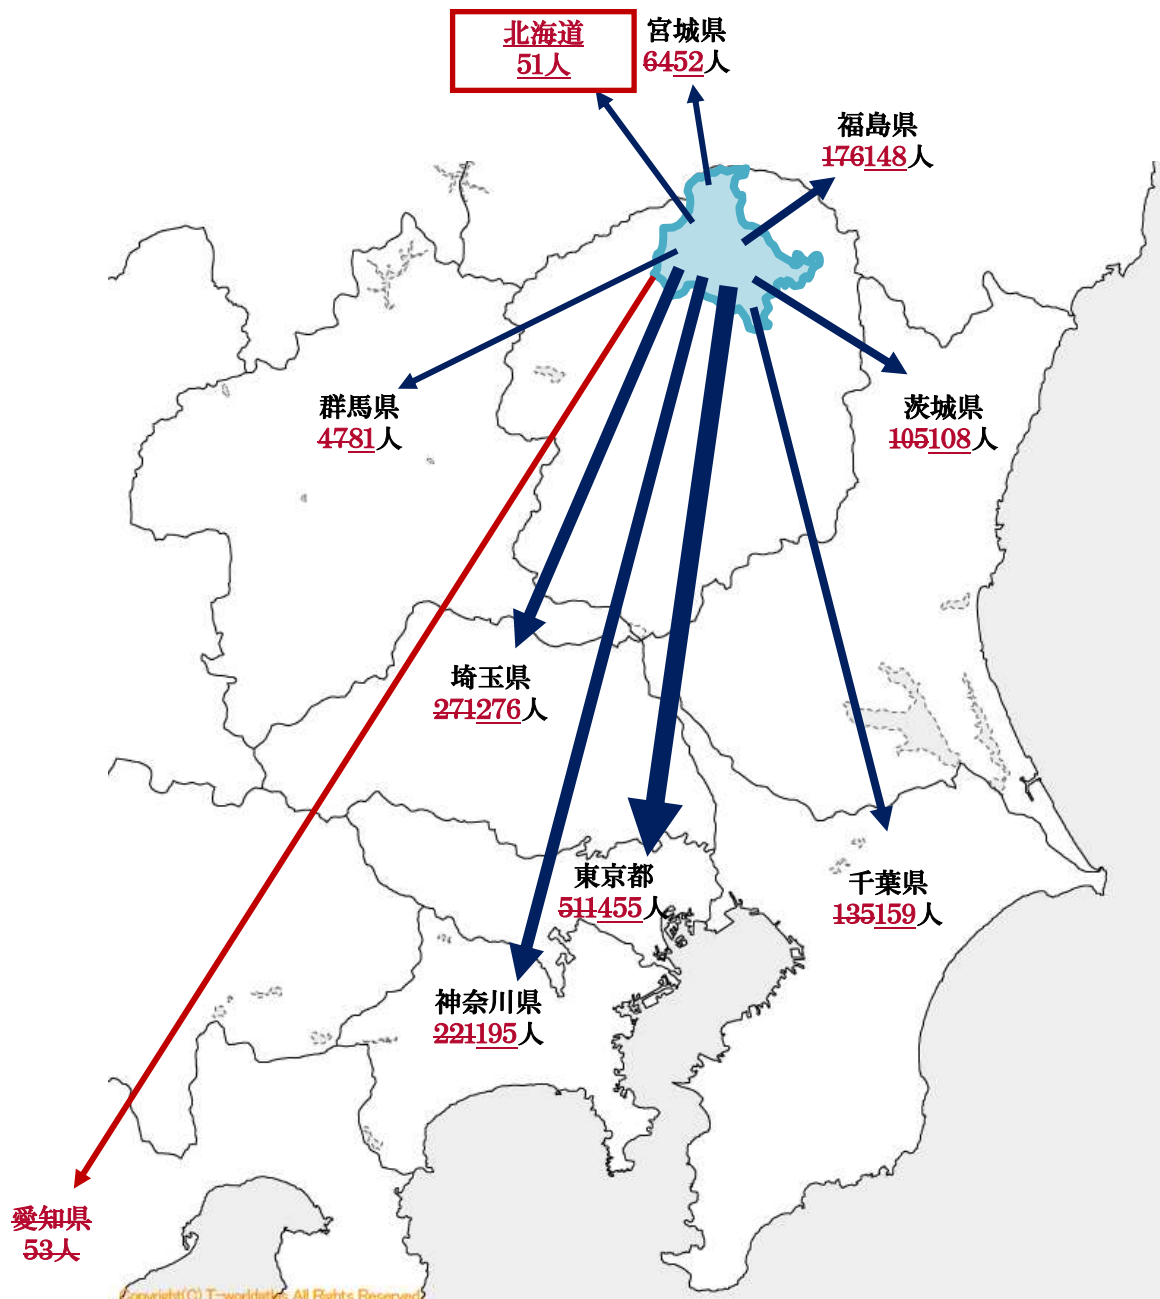 北海道
51人
宮城県
6452人
福島県
176148人
群馬県
4781人
茨城県
105108人
埼玉県
271276人
東京都
511455人
千葉県
135159人
神奈川県
221195人
愛知県
53人
Copyright(C) T-worldatlas All Rights Reserved